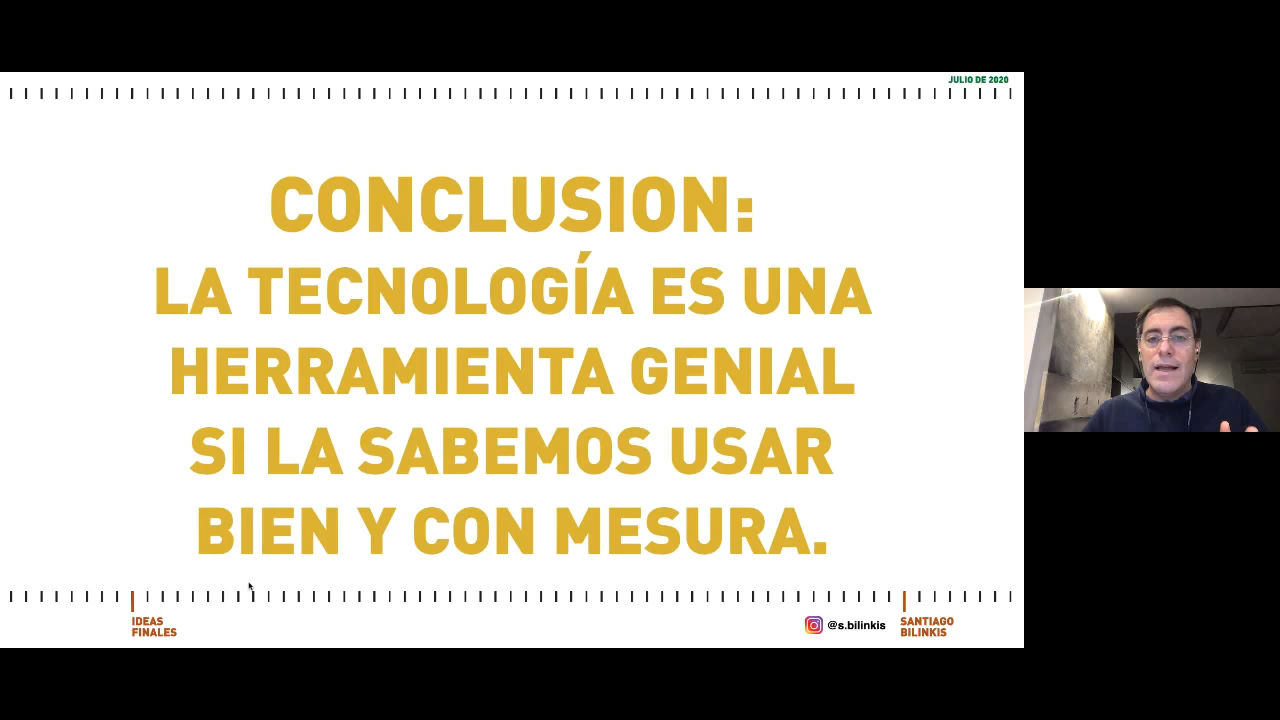 JULIO DE 2020
CONCLUSION:
LA TECNOLOGÍA ES UNA
HERRAMIENTA GENIAL
SI LA SABEMOS USAR
BIEN Y CON MESURA.
IDEAS
FINALES
@s.bilinkis
SANTIAGO
BILINKIS